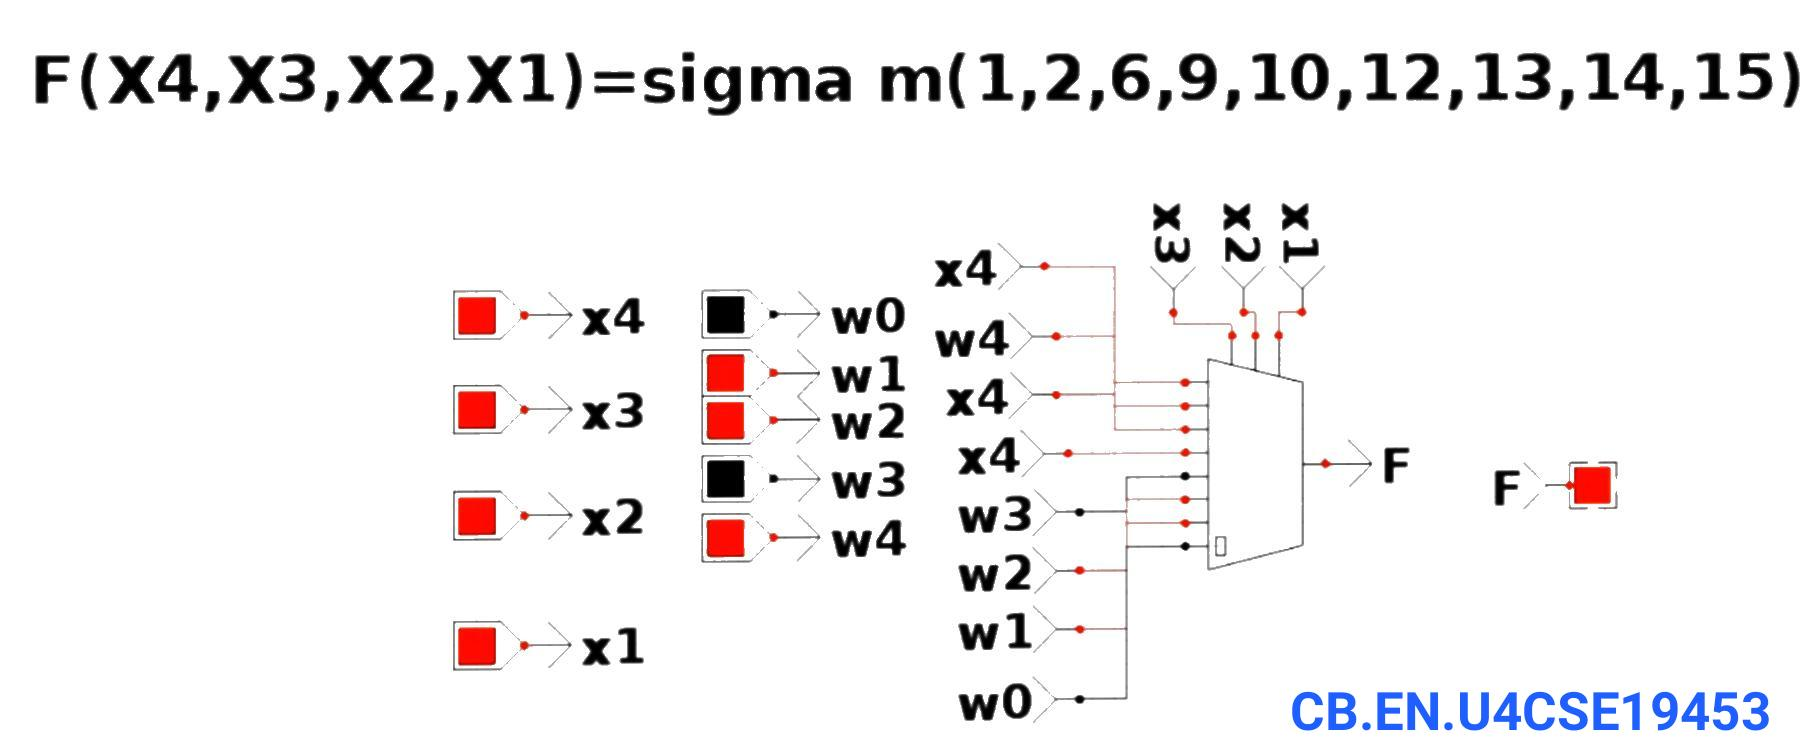 F(X4,X3,X2,X1)=sigma m(1,2,6,9,10,12,13,14,15)
x3
x2
x1
x4
w4
x4
x4
w3
w2
w1
w0
x4
x3
x2
x1
w0
w1
w2
w3
w4
F
F
CB.EN.U4CSE19453